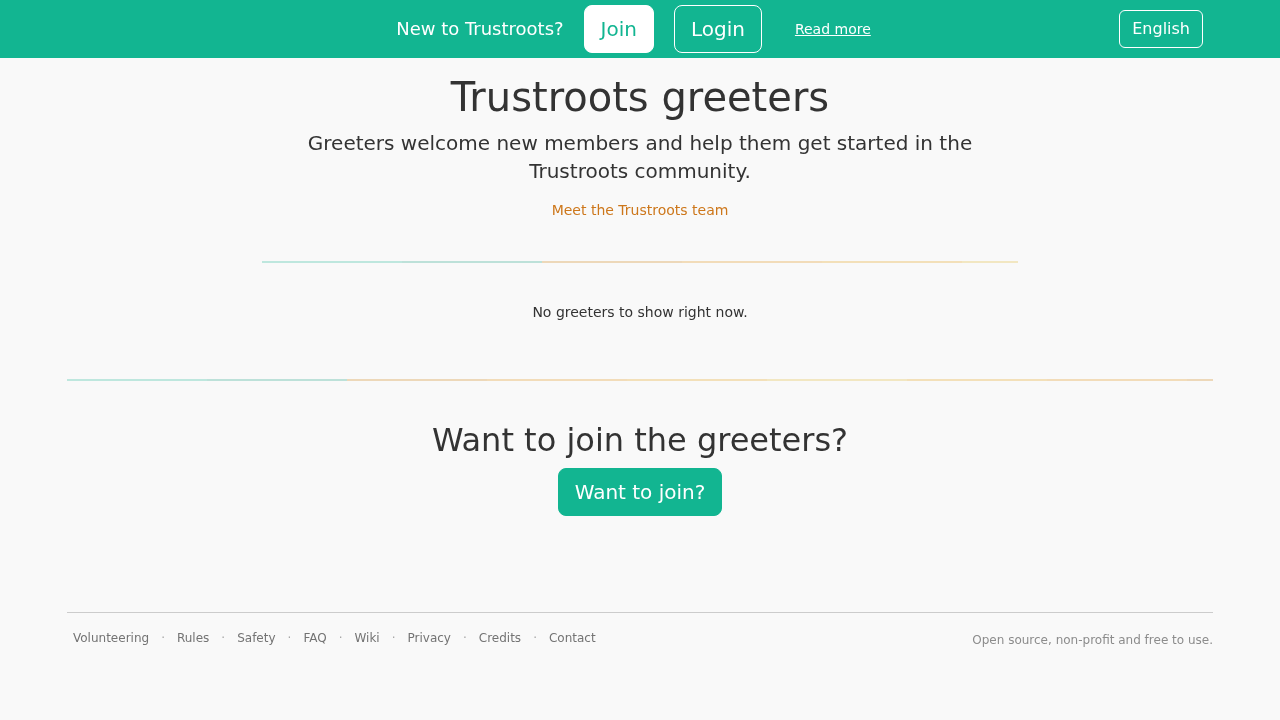 New to Trustroots? Join Login Read more English
Trustroots greeters
Greeters welcome new members and help them get started in the
Trustroots community.
Meet the Trustroots team
No greeters to show right now.
Want to join the greeters?
Want to join?
Volunteering · Rules · Safety · FAQ · Wiki · Privacy · Credits · Contact
Open source, non-profit and free to use.